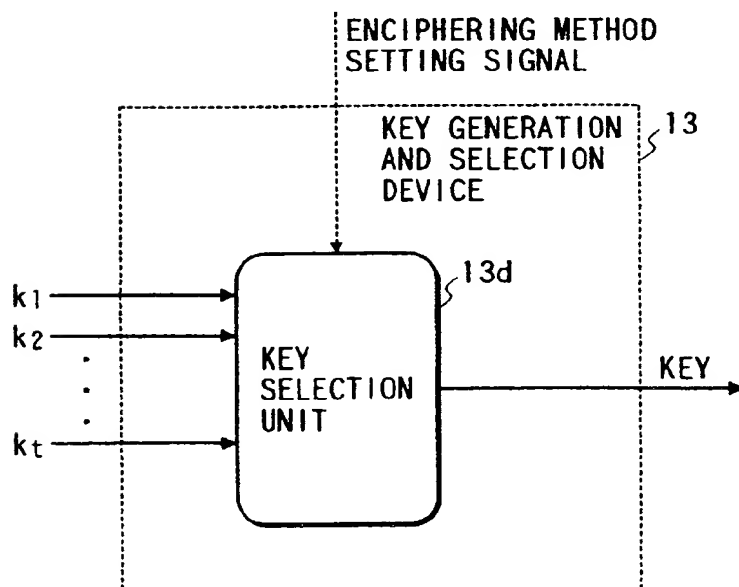 ENCIPHERING METHOD
SETTING SIGNAL
KEY GENERATION
AND SELECTION
DEVICE
13
13d
k1
k2
kt
KEY
SELECTION
UNIT
KEY